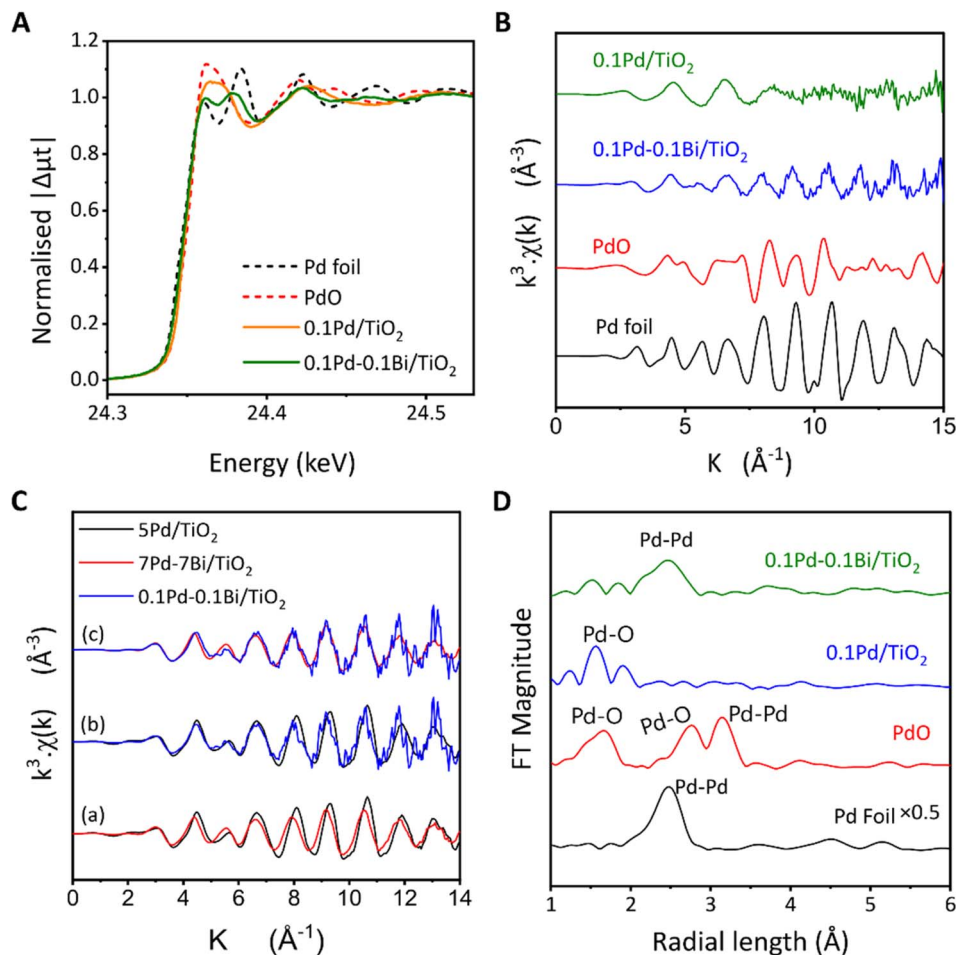 A
Normalised |Δµt|
1.2
1.0
0.8
0.6
0.4
0.2
0.0
Pd foil
PdO
0.1Pd/TiO₂
0.1Pd-0.1Bi/TiO₂
24.3
24.4
24.5
Energy (keV)
B
k³.χ(k) (Å⁻³)
0.1Pd/TiO₂
0.1Pd-0.1Bi/TiO₂
PdO
Pd foil
0
5
10
15
K (Å⁻¹)
C
k³.χ(k) (Å⁻³)
5Pd/TiO₂
7Pd-7Bi/TiO₂
0.1Pd-0.1Bi/TiO₂
(c)
(b)
(a)
0
2
4
6
8
10
12
14
K (Å⁻¹)
D
FT Magnitude
Pd-Pd
0.1Pd-0.1Bi/TiO₂
Pd-O
0.1Pd/TiO₂
Pd-O
Pd-O
Pd-Pd
PdO
Pd-Pd
Pd Foil ×0.5
1
2
3
4
5
6
Radial length (Å)